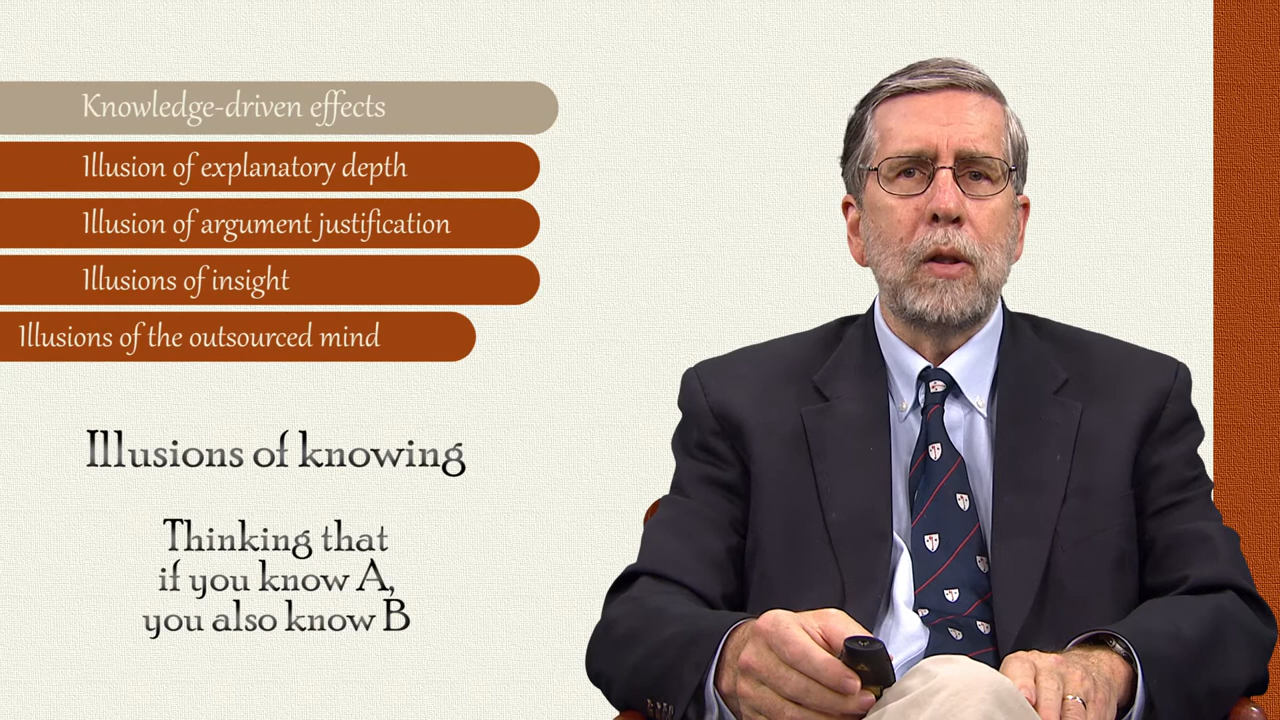 Knowledge-driven effects
Illusion of explanatory depth
Illusion of argument justification
Illusions of insight
Illusions of the outsourced mind
Illusions of knowing
Thinking that
if you know A,
you also know B